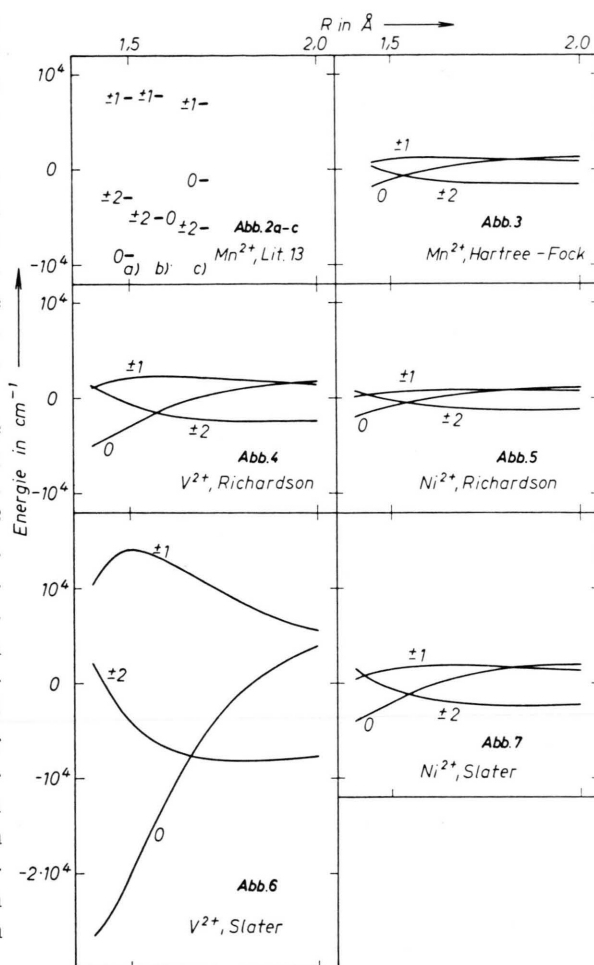 R in Å
1,5 2,0 1,5 2,0
10⁴
0
-10⁴
±1 ±1 ±1
0
±2
±2 0 ±2
0
a) b) c)
Abb.2a-c
Mn²⁺, Lit. 13
±1
0
±2
Abb.3
Mn²⁺, Hartree-Fock
Energie in cm⁻¹
10⁴
0
-10⁴
±1
±2
0
Abb.4
V²⁺, Richardson
±1
0
±2
Abb.5
Ni²⁺, Richardson
10⁴
0
-10⁴
-2·10⁴
±1
±2
0
Abb.6
V²⁺, Slater
±1
0
±2
Abb.7
Ni²⁺, Slater